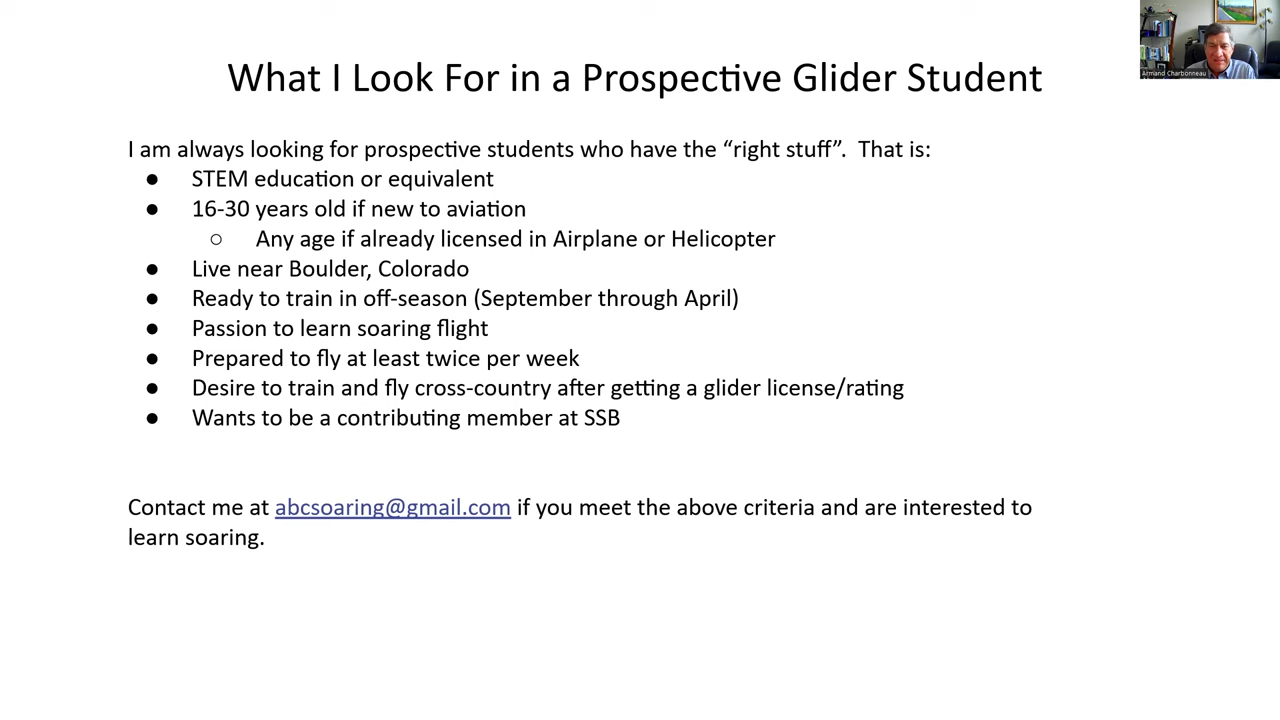 What I Look For in a Prospective Glider Student
Armand Charbonneau
I am always looking for prospective students who have the “right stuff”.  That is:
● STEM education or equivalent
● 16-30 years old if new to aviation
○ Any age if already licensed in Airplane or Helicopter
● Live near Boulder, Colorado
● Ready to train in off-season (September through April)
● Passion to learn soaring flight
● Prepared to fly at least twice per week
● Desire to train and fly cross-country after getting a glider license/rating
● Wants to be a contributing member at SSB
Contact me at abcsoaring@gmail.com if you meet the above criteria and are interested to
learn soaring.